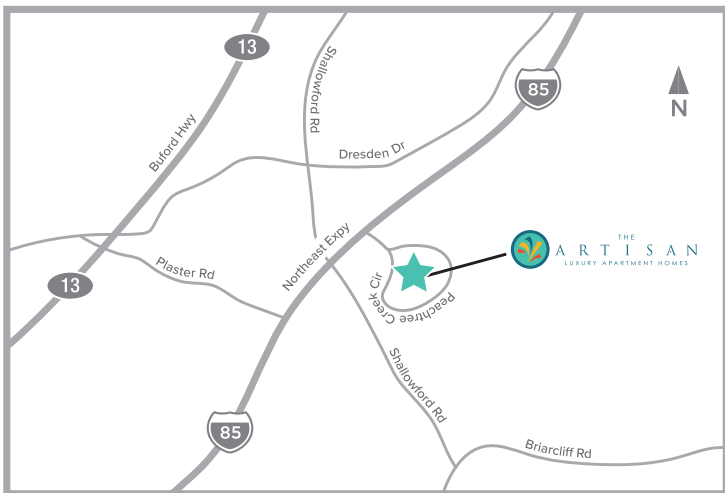 13
Shallowford Rd
85
N
Buford Hwy
Dresden Dr
THE
ARTISAN
LUXURY APARTMENT HOMES
Northeast Expy
Plaster Rd
13
Peachtree Creek Cir
Shallowford Rd
85
Briarcliff Rd